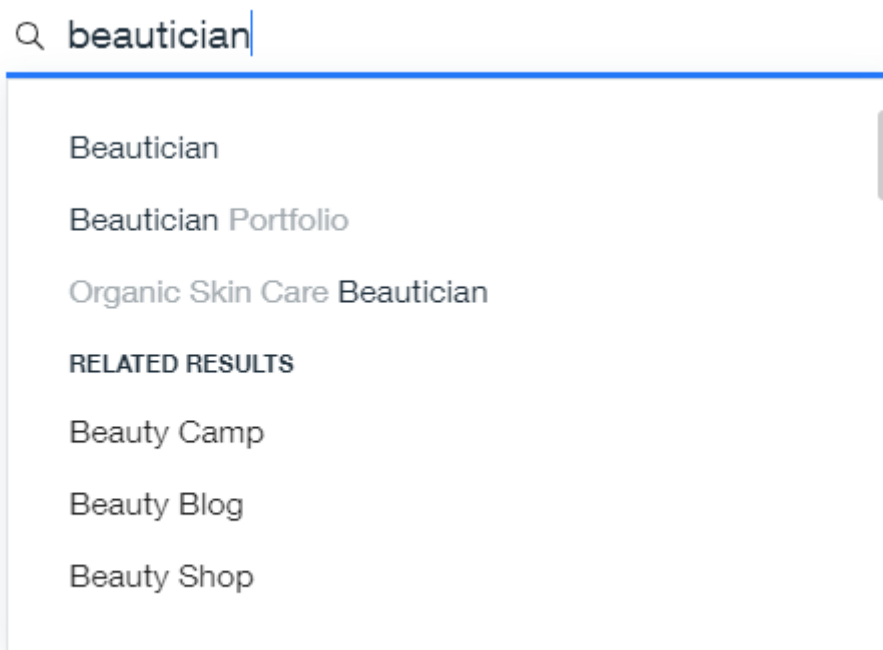 beautician
Beautician
Beautician Portfolio
Organic Skin Care Beautician
RELATED RESULTS
Beauty Camp
Beauty Blog
Beauty Shop